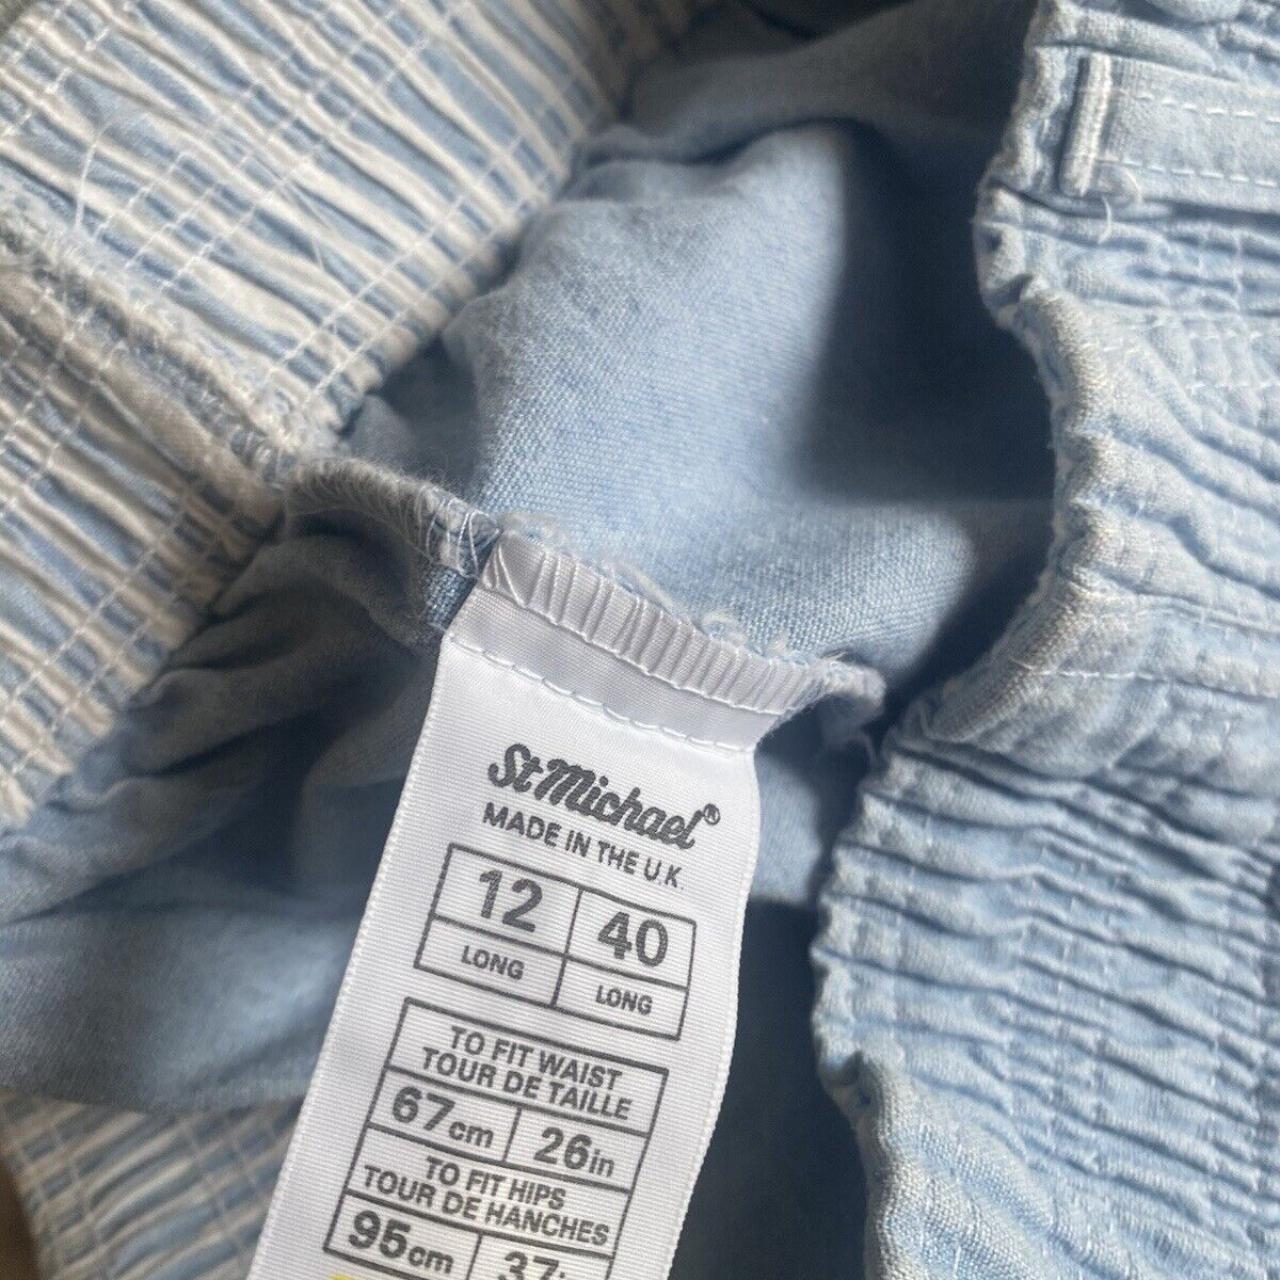 St Michael®
MADE IN THE U.K.
12 40
LONG LONG
TO FIT WAIST
TOUR DE TAILLE
67cm 26in
TO FIT HIPS
TOUR DE HANCHES
95cm 37